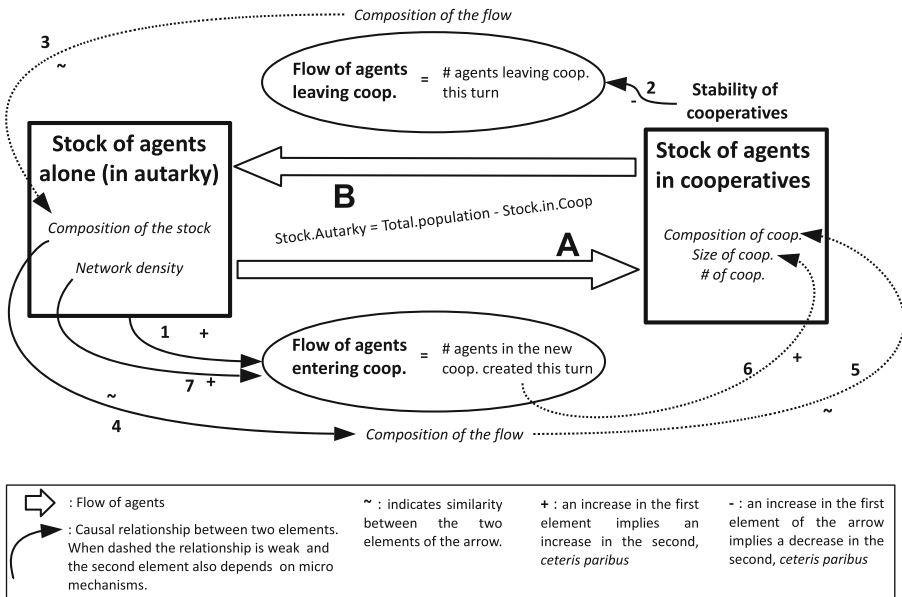 Composition of the flow
3
~
Flow of agents
leaving coop.
= # agents leaving coop.
this turn
2
-
Stability of
cooperatives
Stock of agents
alone (in autarky)
Stock of agents
in cooperatives
B
Stock.Autarky = Total.population - Stock.in.Coop
A
Composition of the stock
Network density
Composition of coop.
Size of coop.
# of coop.
1 +
7 +
Flow of agents
entering coop.
= # agents in the new
coop. created this turn
+
6
5
~
~
4
Composition of the flow
: Flow of agents
: Causal relationship between two elements.
When dashed the relationship is weak and
the second element also depends on micro
mechanisms.
~ : indicates similarity
between the two
elements of the arrow.
+ : an increase in the first
element implies an
increase in the second,
ceteris paribus
- : an increase in the first
element of the arrow
implies a decrease in the
second, ceteris paribus